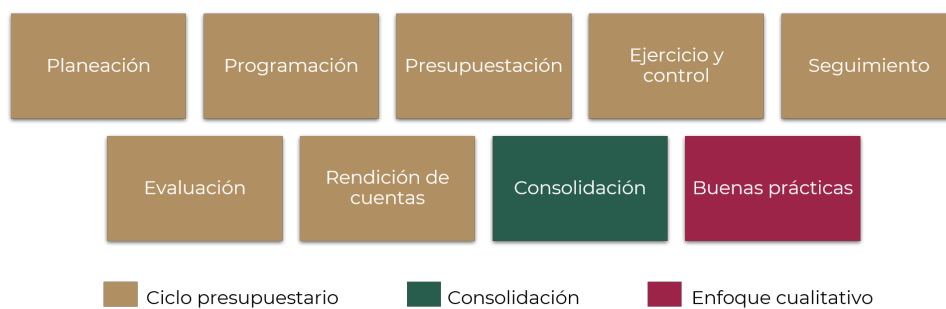 Planeación
Programación
Presupuestación
Ejercicio y
control
Seguimiento
Evaluación
Rendición de
cuentas
Consolidación
Buenas prácticas
Ciclo presupuestario
Consolidación
Enfoque cualitativo